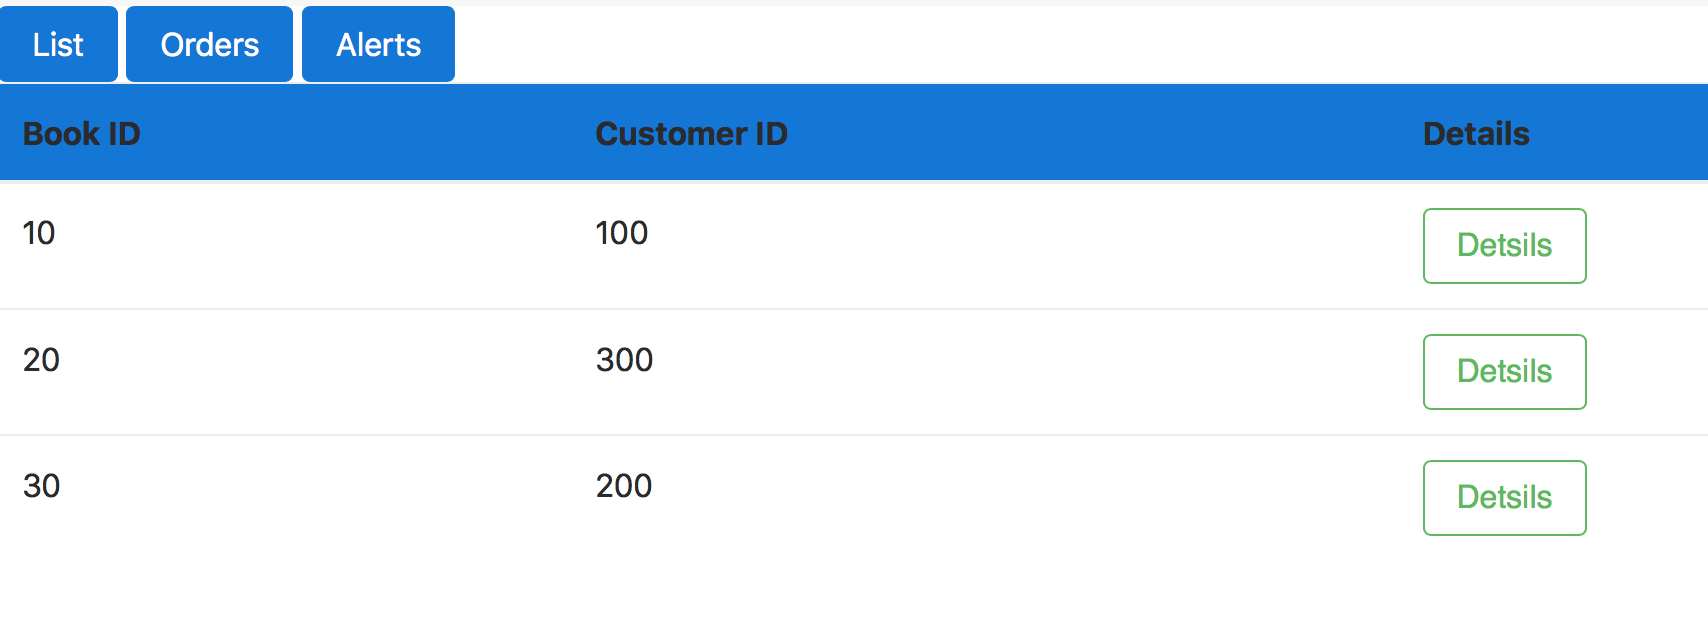 List Orders Alerts
Book ID Customer ID Details
10 100 Detsils
20 300 Detsils
30 200 Detsils